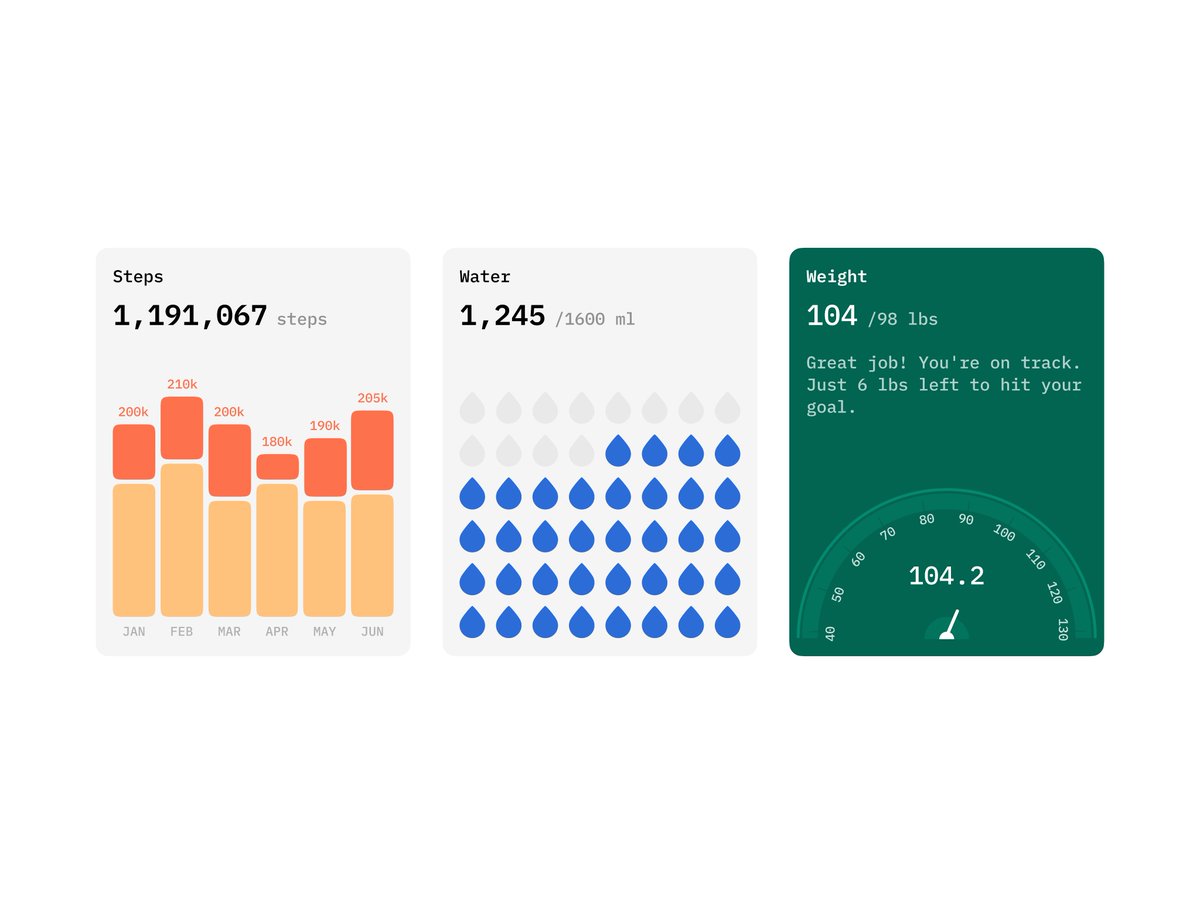 Steps
1,191,067 steps
210k
205k
200k
200k
190k
180k
JAN FEB MAR APR MAY JUN
Water
1,245 /1600 ml
Weight
104 /98 lbs
Great job! You're on track.
Just 6 lbs left to hit your
goal.
40 50 60 70 80 90 100 110 120 130
104.2